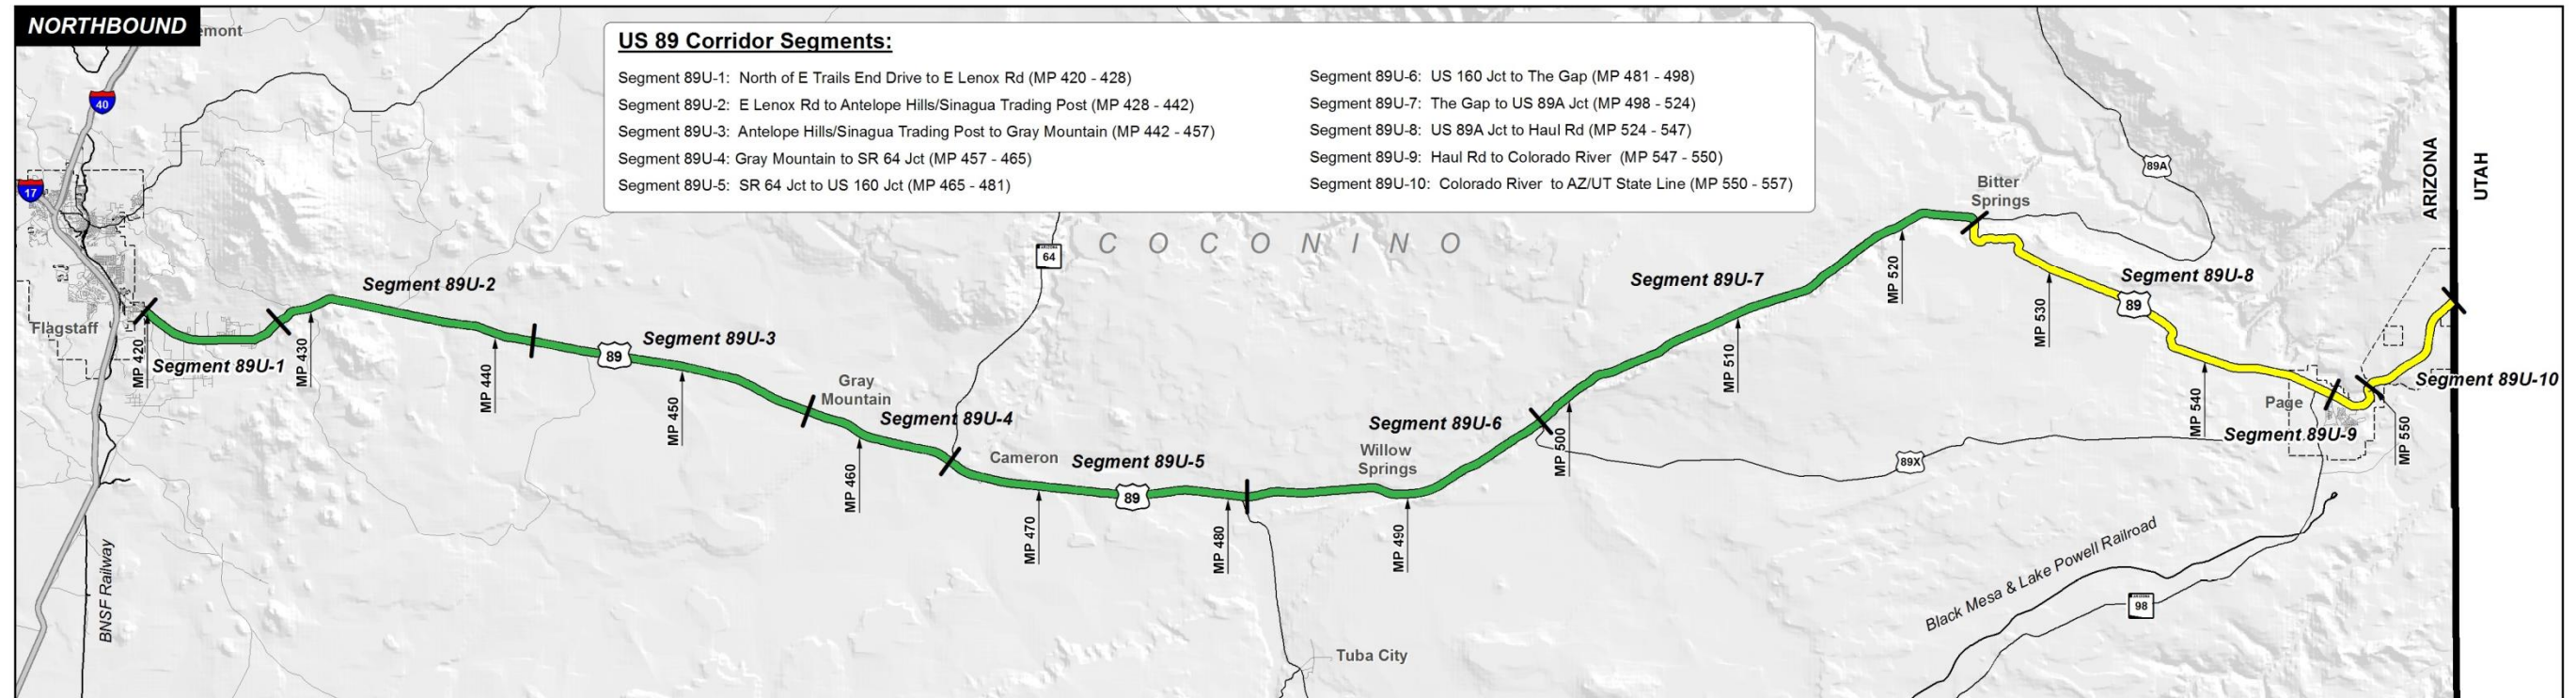 NORTHBOUND
emont
US 89 Corridor Segments:
Segment 89U-1: North of E Trails End Drive to E Lenox Rd (MP 420 - 428)
Segment 89U-2: E Lenox Rd to Antelope Hills/Sinagua Trading Post (MP 428 - 442)
Segment 89U-3: Antelope Hills/Sinagua Trading Post to Gray Mountain (MP 442 - 457)
Segment 89U-4: Gray Mountain to SR 64 Jct (MP 457 - 465)
Segment 89U-5: SR 64 Jct to US 160 Jct (MP 465 - 481)
Segment 89U-6: US 160 Jct to The Gap (MP 481 - 498)
Segment 89U-7: The Gap to US 89A Jct (MP 498 - 524)
Segment 89U-8: US 89A Jct to Haul Rd (MP 524 - 547)
Segment 89U-9: Haul Rd to Colorado River (MP 547 - 550)
Segment 89U-10: Colorado River to AZ/UT State Line (MP 550 - 557)
40
17
Flagstaff
MP 420
Segment 89U-1
MP 430
Segment 89U-2
MP 440
89
Segment 89U-3
MP 450
Gray
Mountain
MP 460
Segment 89U-4
64
COCONINO
Cameron
MP 470
Segment 89U-5
89
MP 480
Willow
Springs
MP 490
Segment 89U-6
MP 500
Segment 89U-7
MP 510
MP 520
Bitter
Springs
89A
MP 530
Segment 89U-8
89
MP 540
Page
Segment 89U-9
MP 550
Segment 89U-10
ARIZONA
UTAH
89X
BNSF Railway
Tuba City
Black Mesa & Lake Powell Railroad
98